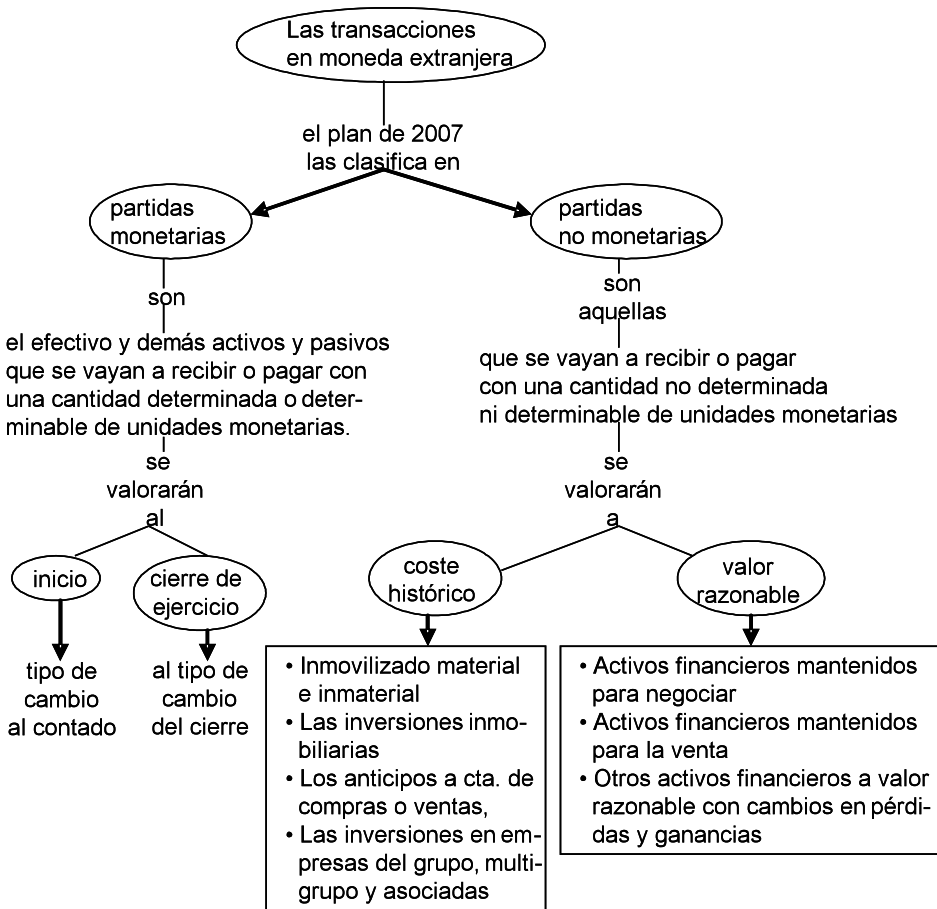 Las transacciones
en moneda extranjera
el plan de 2007
las clasifica en
partidas
monetarias
partidas
no monetarias
son
son
aquellas
el efectivo y demás activos y pasivos
que se vayan a recibir o pagar con
una cantidad determinada o deter-
minable de unidades monetarias.
que se vayan a recibir o pagar
con una cantidad no determinada
ni determinable de unidades monetarias
se
valorarán
al
se
valorarán
a
inicio
cierre de
ejercicio
coste
histórico
valor
razonable
tipo de
cambio
al contado
al tipo de
cambio
del cierre
• Inmovilizado material
e inmaterial
• Las inversiones inmo-
biliarias
• Los anticipos a cta. de
compras o ventas,
• Las inversiones en em-
presas del grupo, multi-
grupo y asociadas
• Activos financieros mantenidos
para negociar
• Activos financieros mantenidos
para la venta
• Otros activos financieros a valor
razonable con cambios en pérdi-
das y ganancias